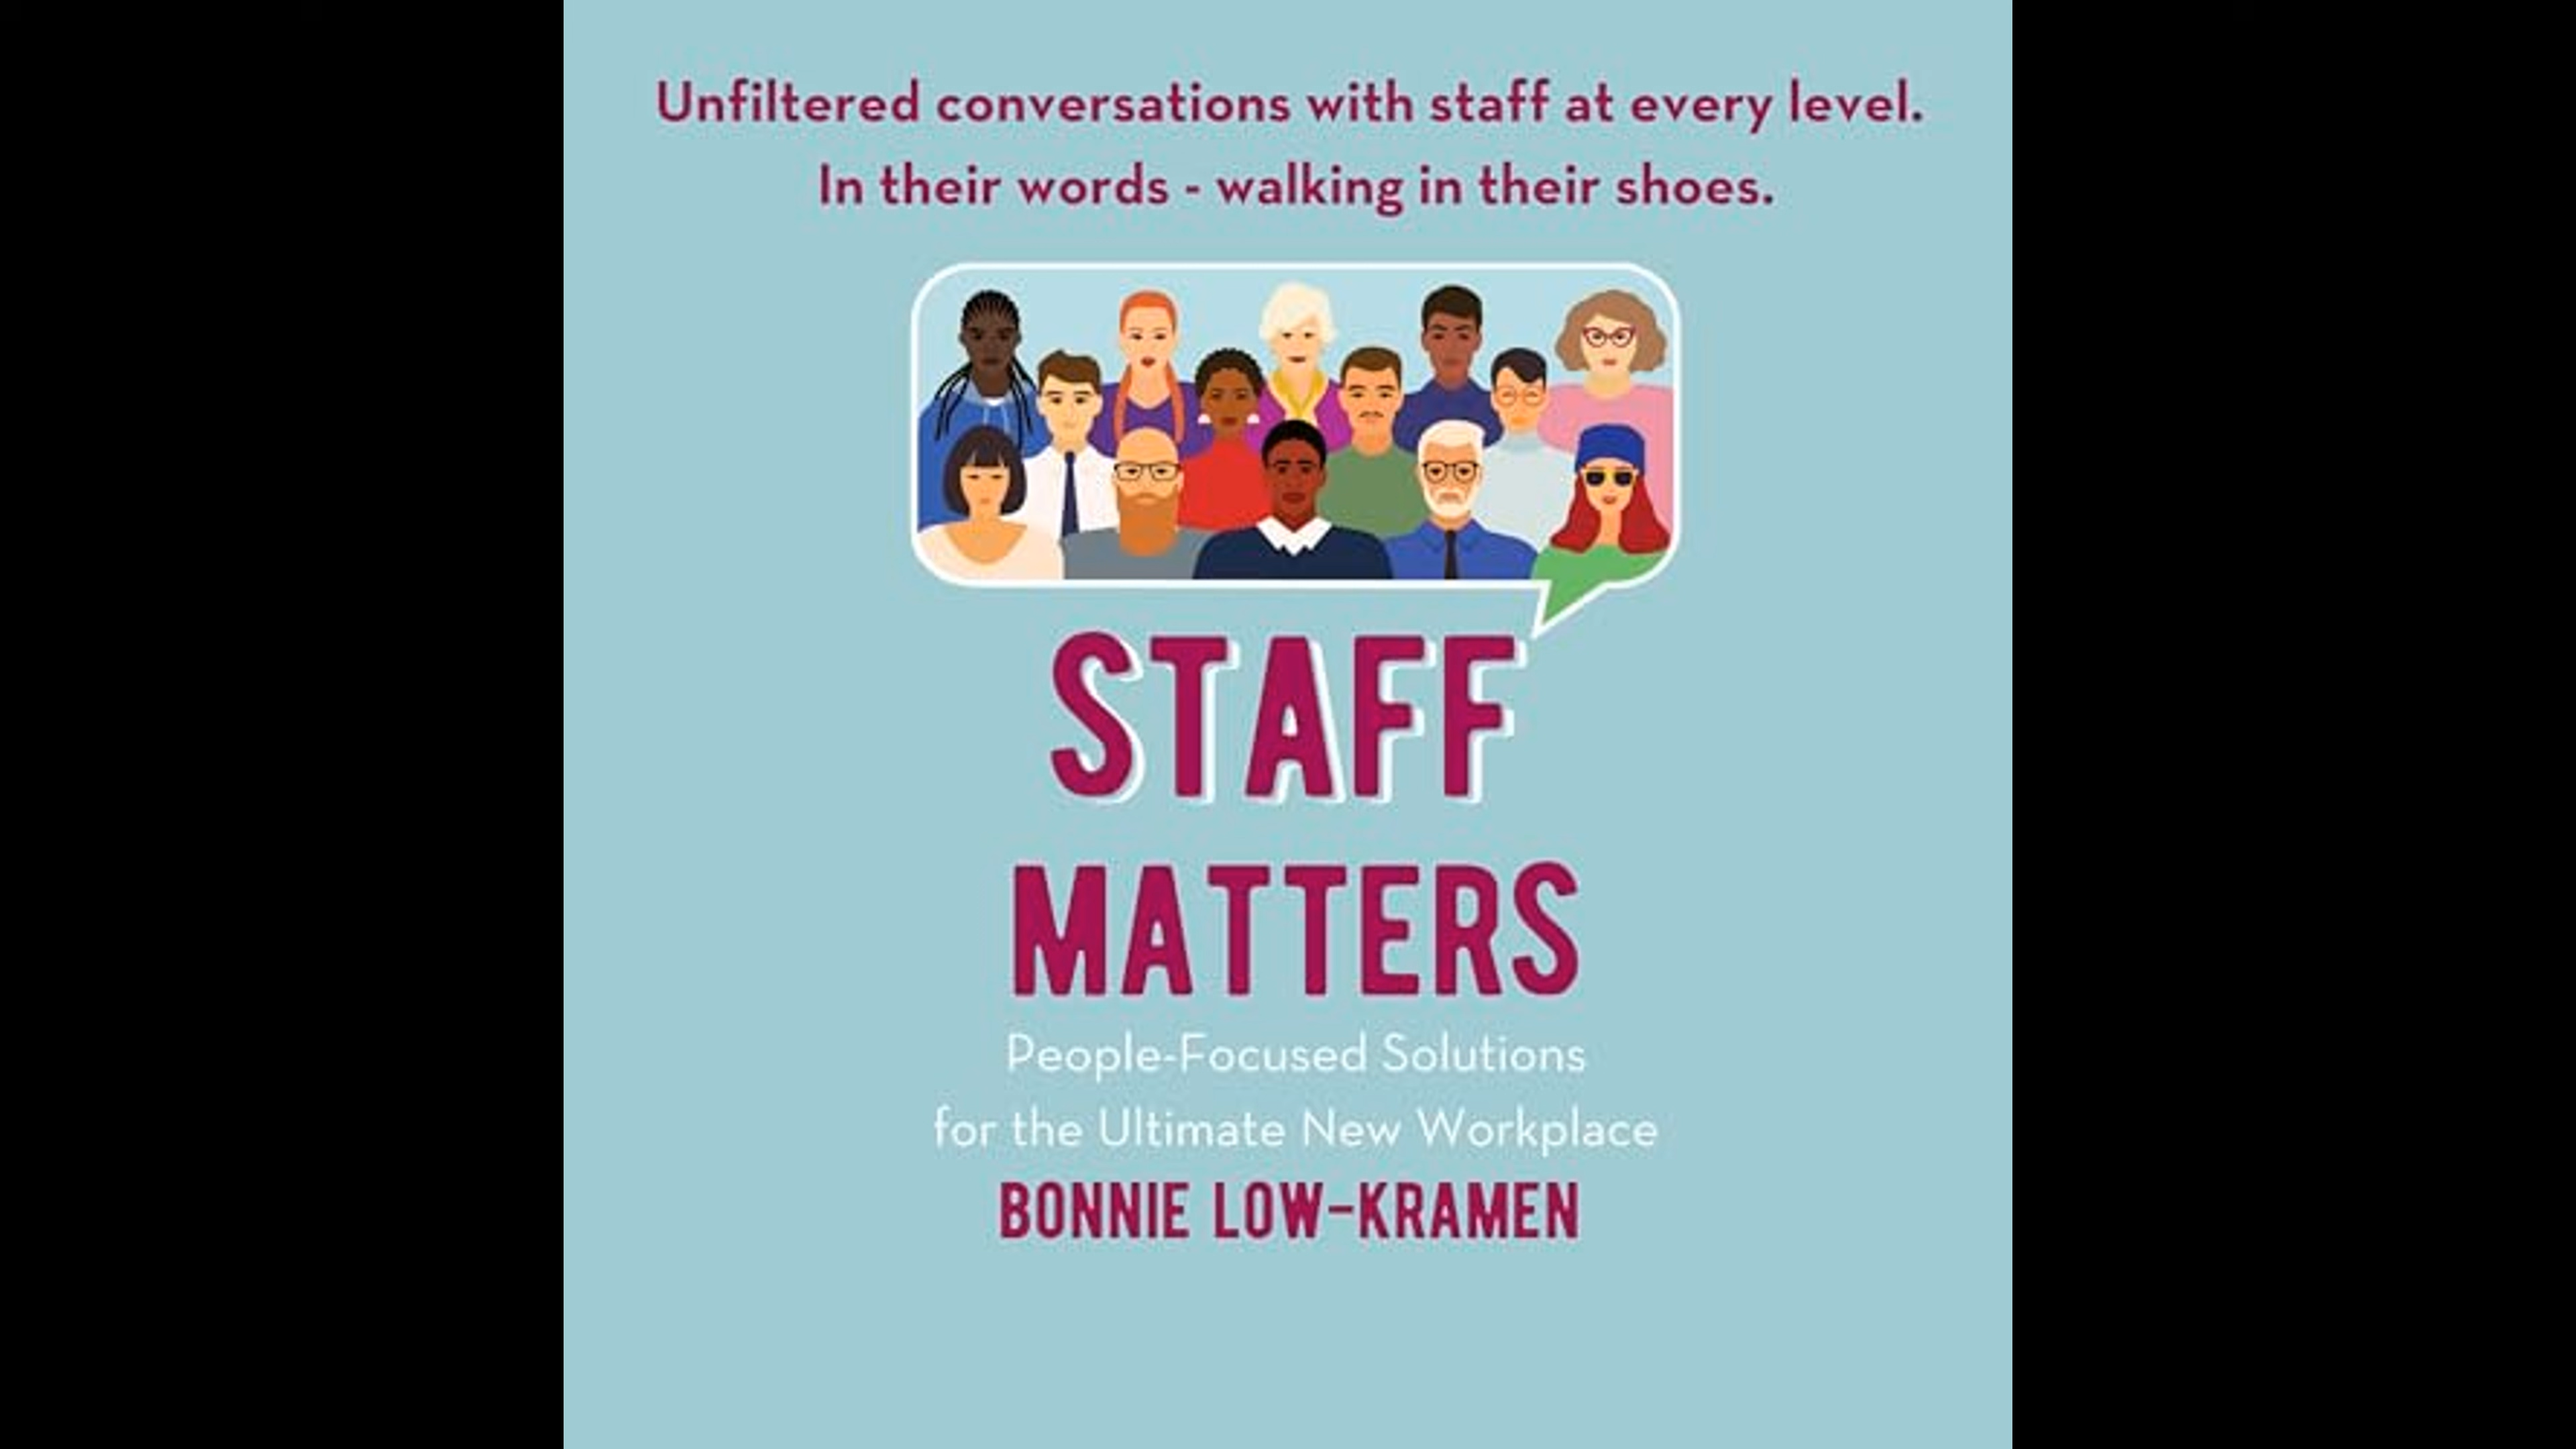 Unfiltered conversations with staff at every level.
In their words - walking in their shoes.
STAFF
MATTERS
People-Focused Solutions
for the Ultimate New Workplace
BONNIE LOW-KRAMEN